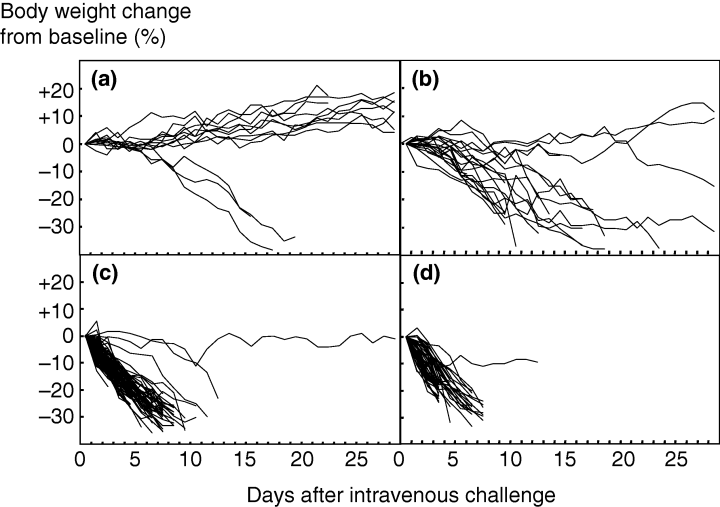 Body weight change
from baseline (%)
(a)
(b)
+20
+10
0
−10
−20
−30
(c)
(d)
+20
+10
0
−10
−20
−30
0 5 10 15 20 25 0 5 10 15 20 25
Days after intravenous challenge